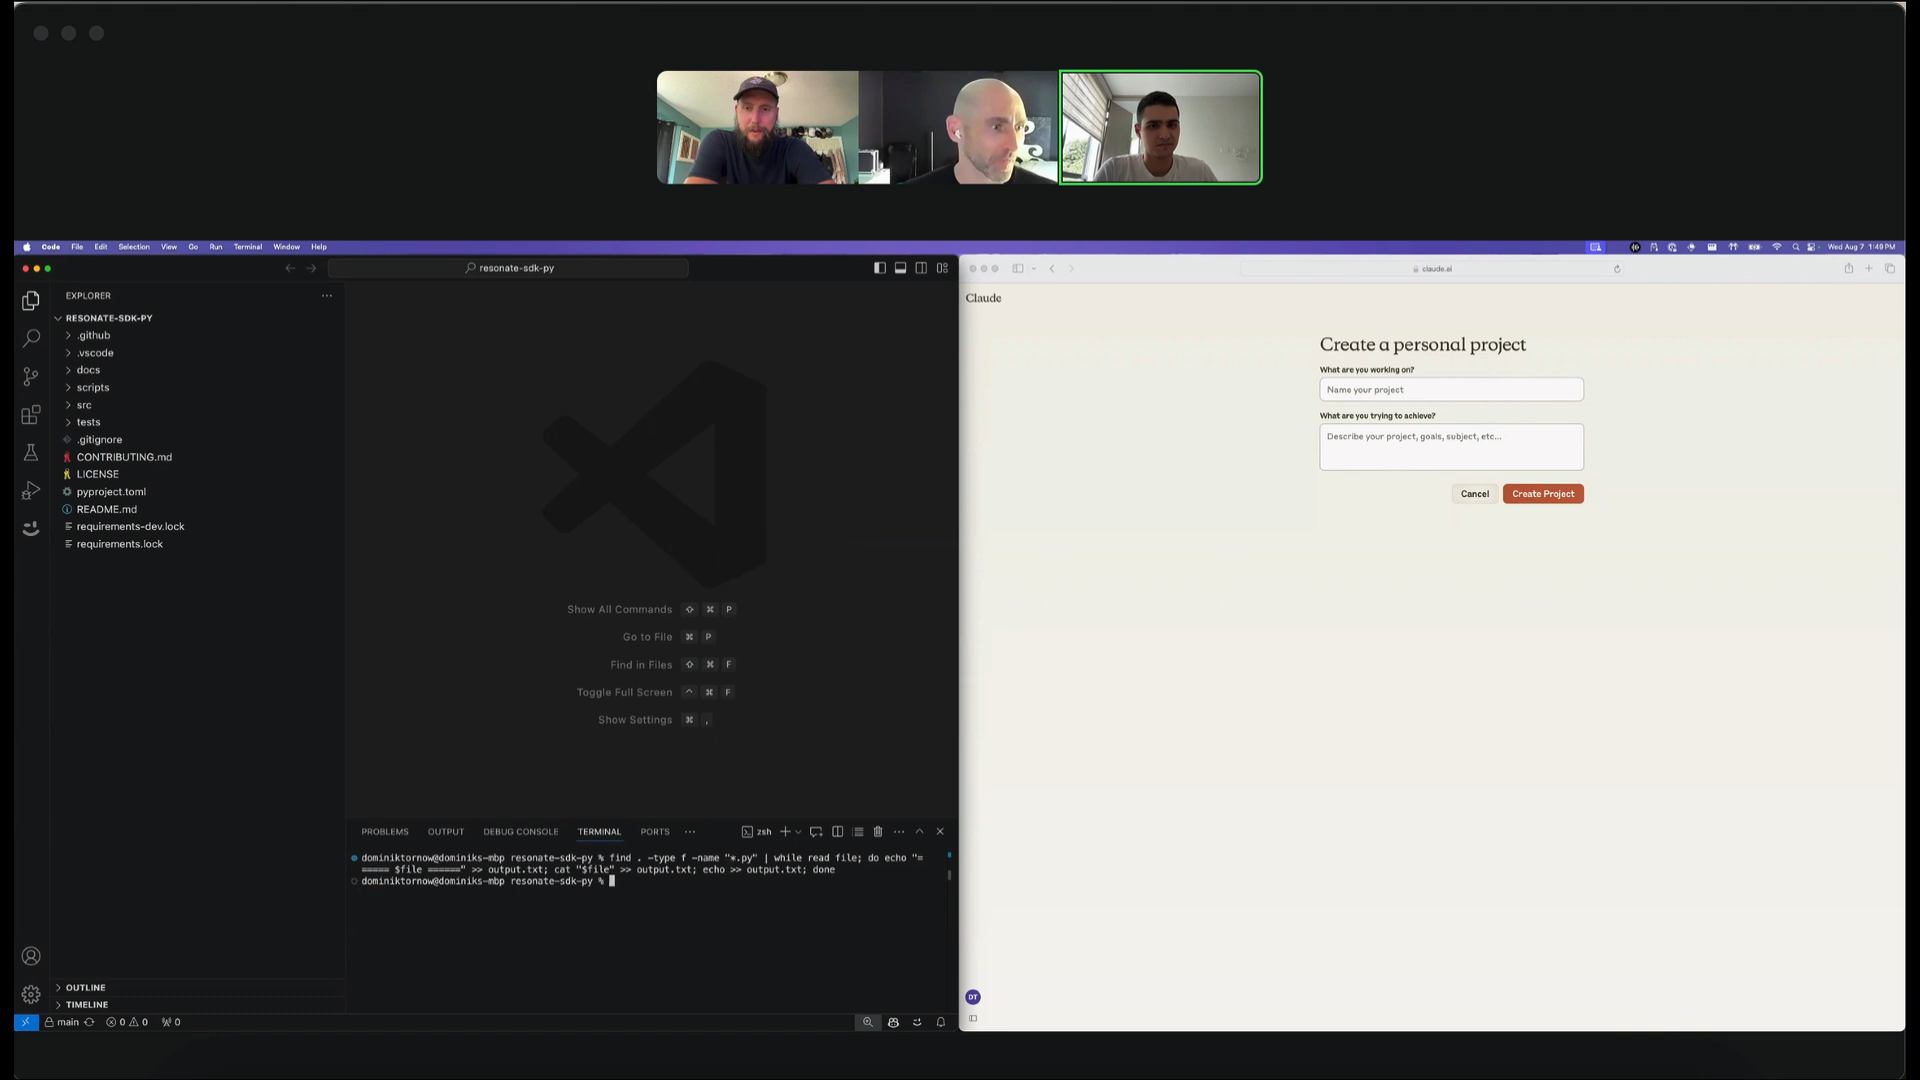 Code File Edit Selection View Go Run Terminal Window Help
Wed Aug 7 1:49 PM
resonate-sdk-py
EXPLORER
RESONATE-SDK-PY
.github
.vscode
docs
scripts
src
tests
.gitignore
CONTRIBUTING.md
LICENSE
pyproject.toml
README.md
requirements-dev.lock
requirements.lock
OUTLINE
TIMELINE
Show All Commands ⇧ ⌘ P
Go to File ⌘ P
Find in Files ⇧ ⌘ F
Toggle Full Screen ^ ⌘ F
Show Settings ⌘ ,
PROBLEMS OUTPUT DEBUG CONSOLE TERMINAL PORTS
zsh
dominiktornow@dominiks-mbp resonate-sdk-py % find . -type f -name "*.py" | while read file; do echo "=
===== $file ======" >> output.txt; cat "$file" >> output.txt; echo >> output.txt; done
dominiktornow@dominiks-mbp resonate-sdk-py %
main 0 0 0
claude.ai
Claude
Create a personal project
What are you working on?
Name your project
What are you trying to achieve?
Describe your project, goals, subject, etc...
Cancel Create Project
DT